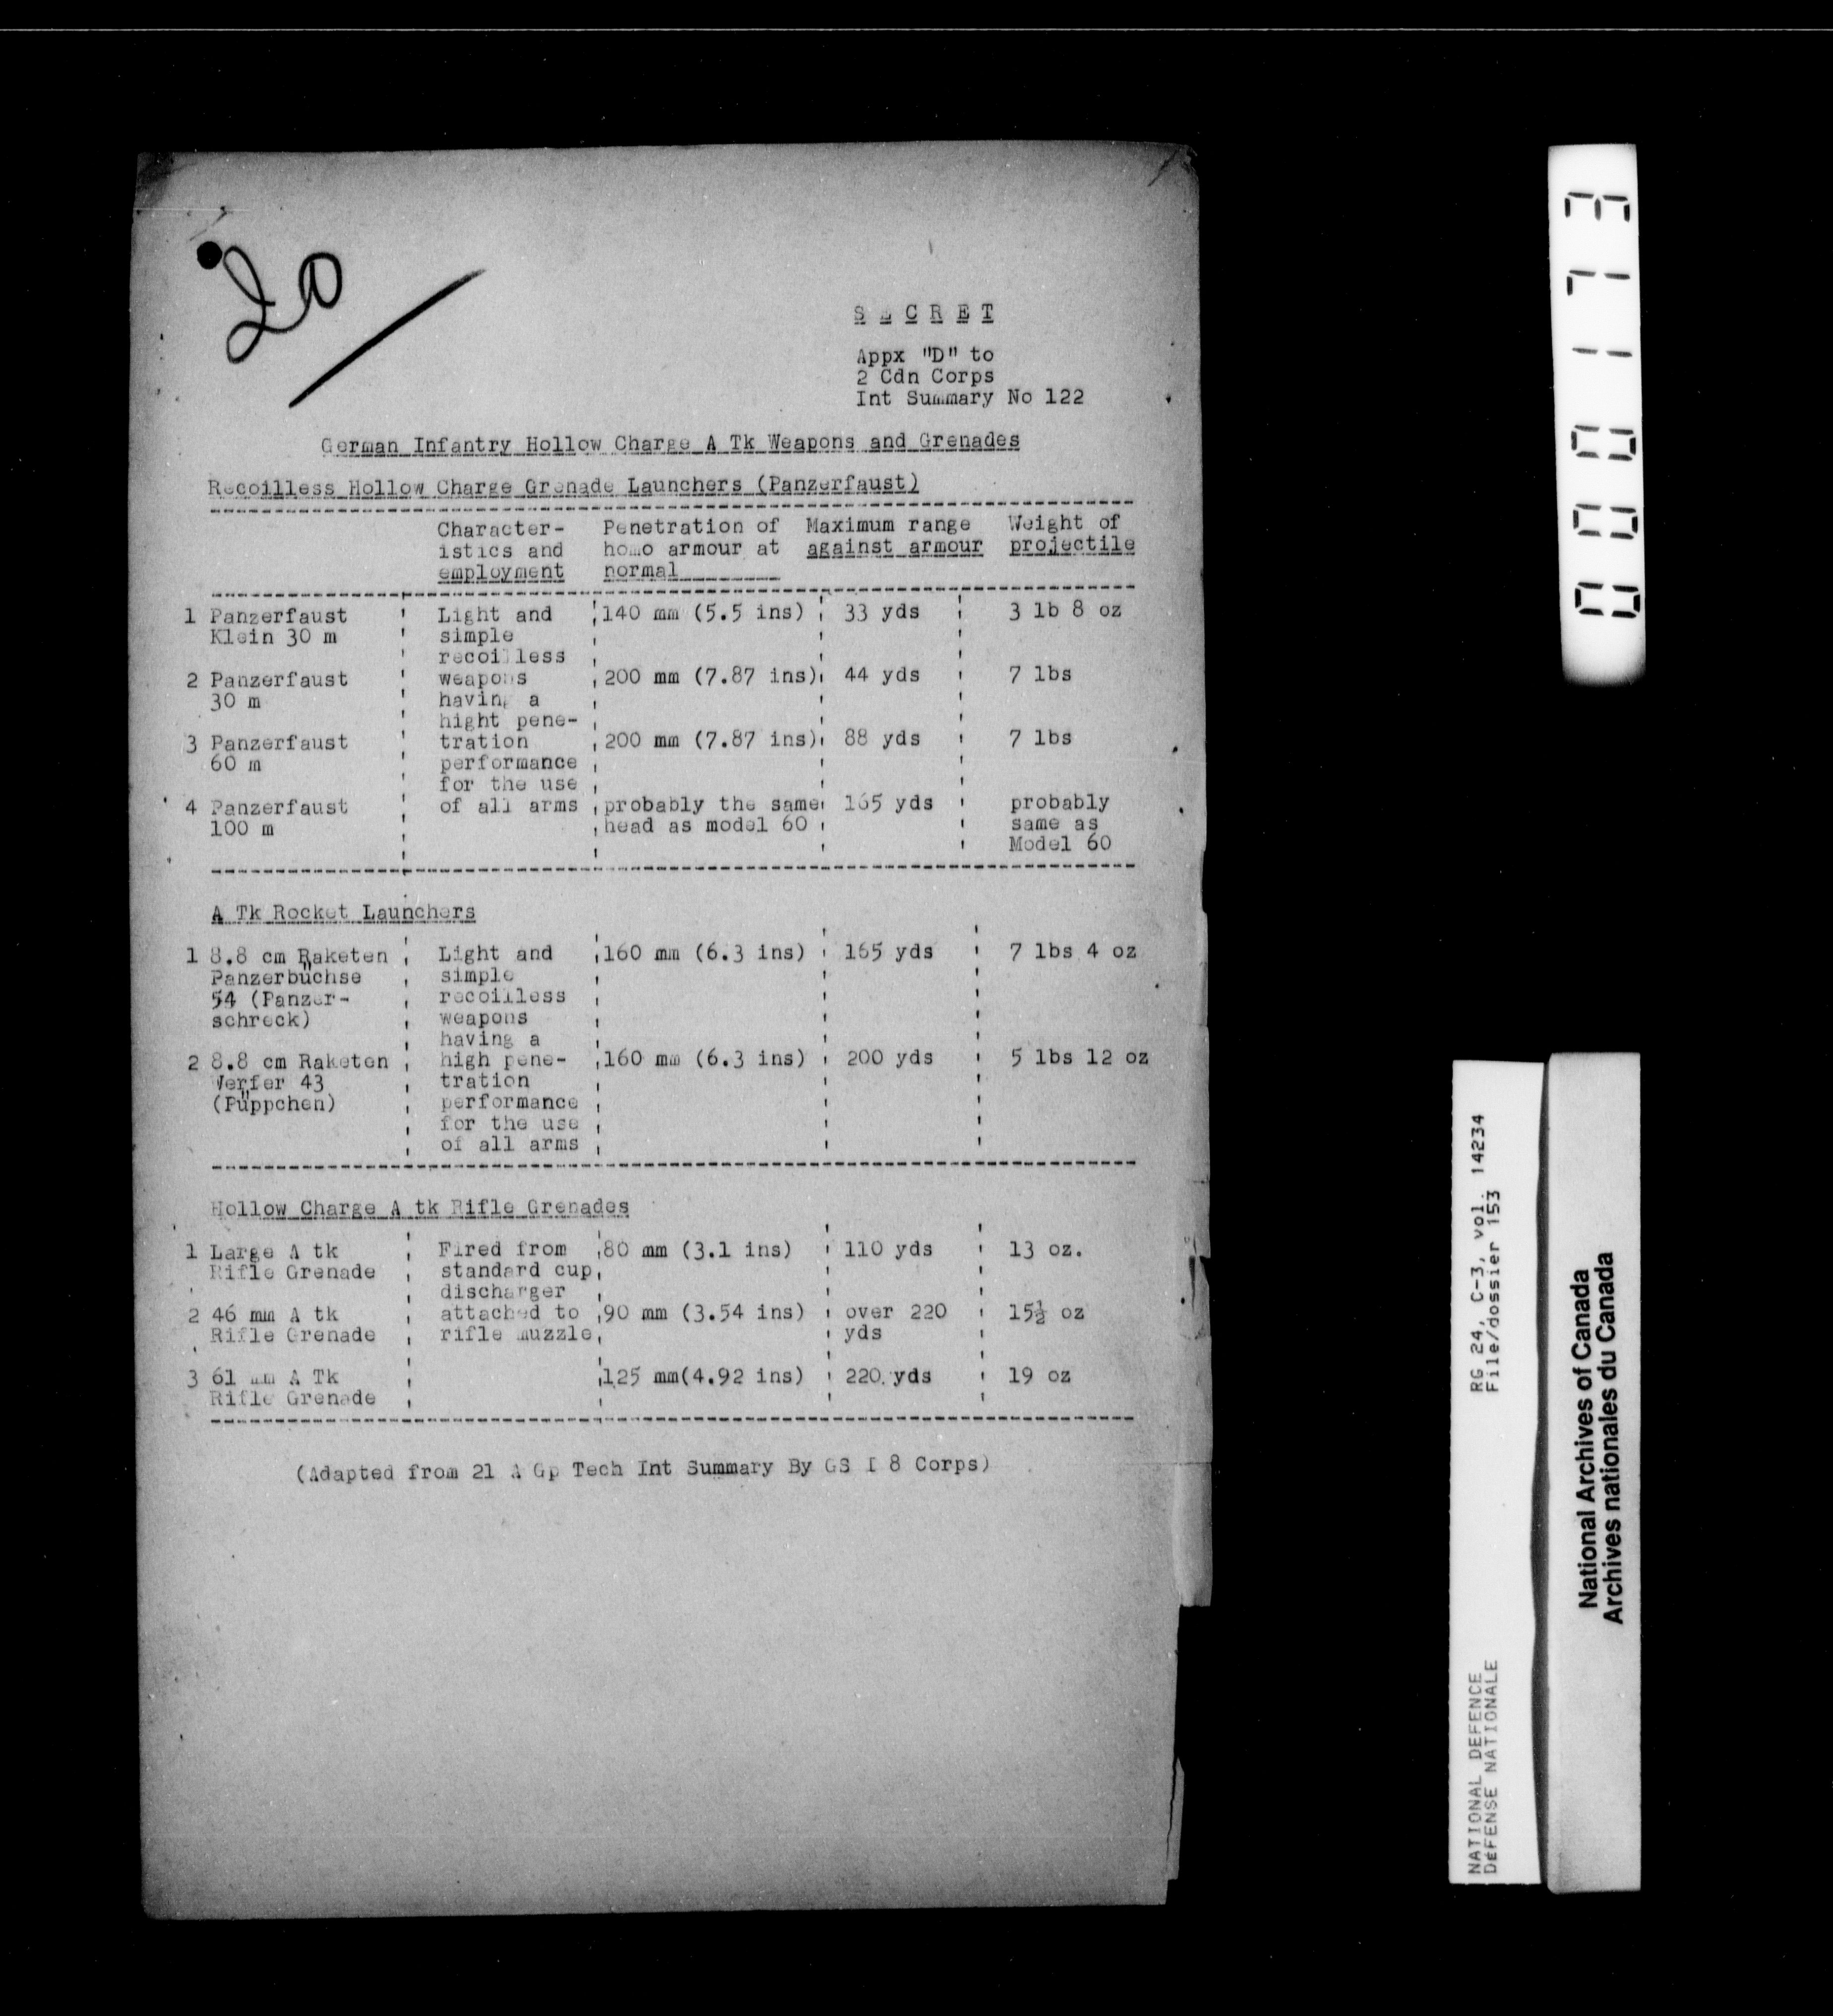 20
S E C R E T
Appx "D" to
2 Cdn Corps
Int Summary No 122
German Infantry Hollow Charge A Tk Weapons and Grenades
Recoilless Hollow Charge Grenade Launchers (Panzerfaust)
Character-istics and employment | Penetration of homo armour at normal | Maximum range against armour | Weight of projectile
1 Panzerfaust Klein 30 m | Light and simple recoilless weapons having a hight pene-tration performance for the use of all arms | 140 mm (5.5 ins) | 33 yds | 3 lb 8 oz
2 Panzerfaust 30 m | 200 mm (7.87 ins) | 44 yds | 7 lbs
3 Panzerfaust 60 m | 200 mm (7.87 ins) | 88 yds | 7 lbs
4 Panzerfaust 100 m | probably the same head as model 60 | 165 yds | probably same as Model 60
A Tk Rocket Launchers
1 8.8 cm Raketen Panzerbüchse 54 (Panzer-schreck) | Light and simple recoilless weapons having a high pene-tration performance for the use of all arms | 160 mm (6.3 ins) | 165 yds | 7 lbs 4 oz
2 8.8 cm Raketen Werfer 43 (Püppchen) | 160 mm (6.3 ins) | 200 yds | 5 lbs 12 oz
Hollow Charge A tk Rifle Grenades
1 Large A tk Rifle Grenade | Fired from standard cup discharger attached to rifle muzzle | 80 mm (3.1 ins) | 110 yds | 13 oz.
2 46 mm A tk Rifle Grenade | 90 mm (3.54 ins) | over 220 yds | 15½ oz
3 61 mm A Tk Rifle Grenade | 125 mm(4.92 ins) | 220 yds | 19 oz
(Adapted from 21 A Gp Tech Int Summary By GS I 8 Corps)
000173
NATIONAL DEFENCE RG 24, C-3, vol. 14234
DÉFENSE NATIONALE File/dossier 153
National Archives of Canada
Archives nationales du Canada